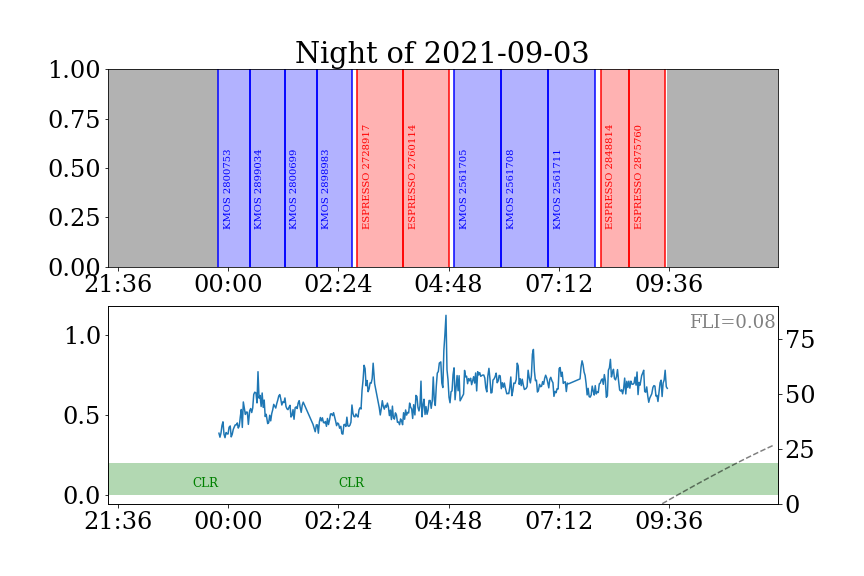 Night of 2021-09-03
1.00
0.75
0.50
0.25
0.00
KMOS 2800753
KMOS 2899034
KMOS 2800699
KMOS 2898983
ESPRESSO 2728917
ESPRESSO 2760114
KMOS 2561705
KMOS 2561708
KMOS 2561711
ESPRESSO 2848814
ESPRESSO 2875760
21:36 00:00 02:24 04:48 07:12 09:36
FLI=0.08
1.0
0.5
0.0
75
50
25
0
CLR CLR
21:36 00:00 02:24 04:48 07:12 09:36